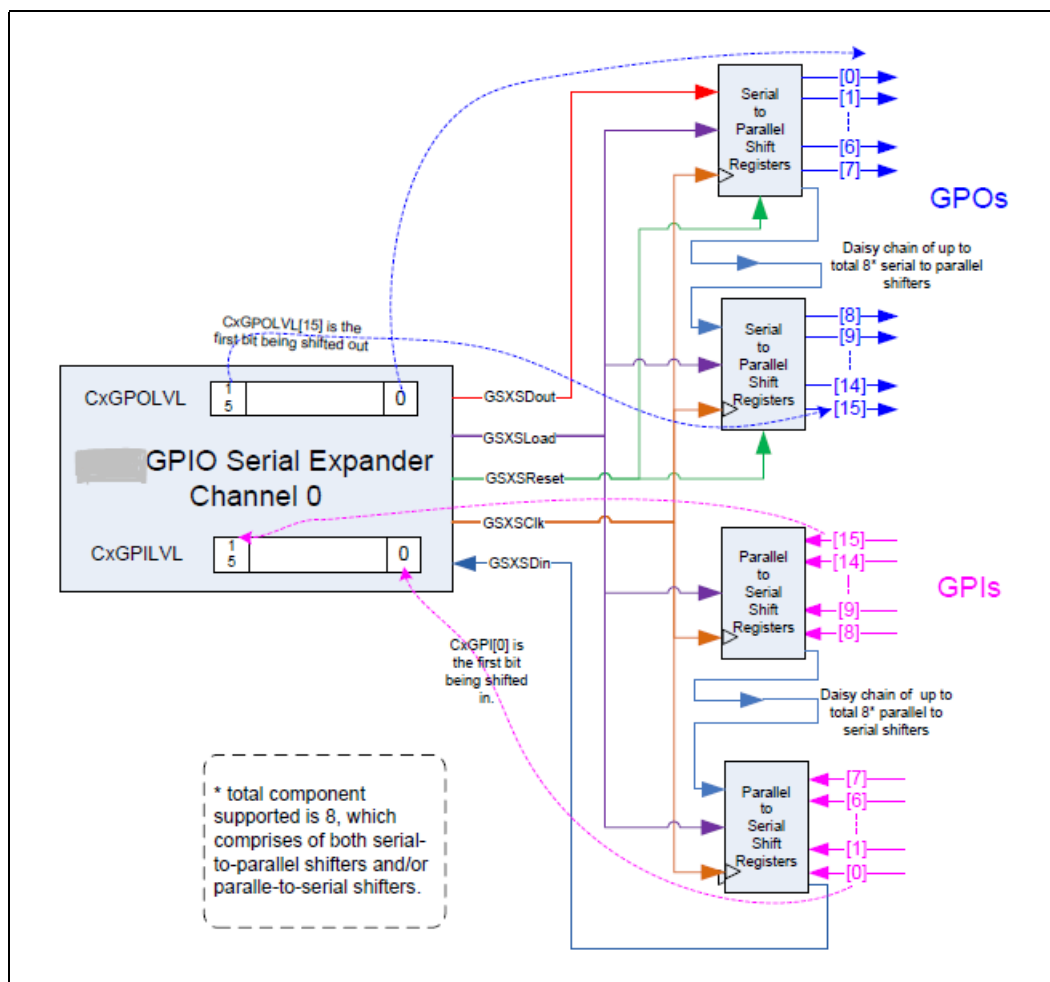 Serial
to
Parallel
Shift
Registers
[0]
[1]
[6]
[7]
GPOs
Daisy chain of up to
total 8* serial to parallel
shifters
CxGPOLVL[15] is the
first bit being shifted out
Serial
to
Parallel
Shift
Registers
[8]
[9]
[14]
[15]
CxGPOLVL
1
5
0
GPIO Serial Expander
Channel 0
CxGPILVL
1
5
0
GSXSDout
GSXSLoad
GSXSReset
GSXSClk
GSXSDin
Parallel
to
Serial
Shift
Registers
[15]
[14]
[9]
[8]
GPIs
CxGPI[0] is
the first bit
being shifted
in.
Daisy chain of up to
total 8* parallel to
serial shifters
Parallel
to
Serial
Shift
Registers
[7]
[6]
[1]
[0]
* total component
supported is 8, which
comprises of both serial-
to-parallel shifters and/or
paralle-to-serial shifters.